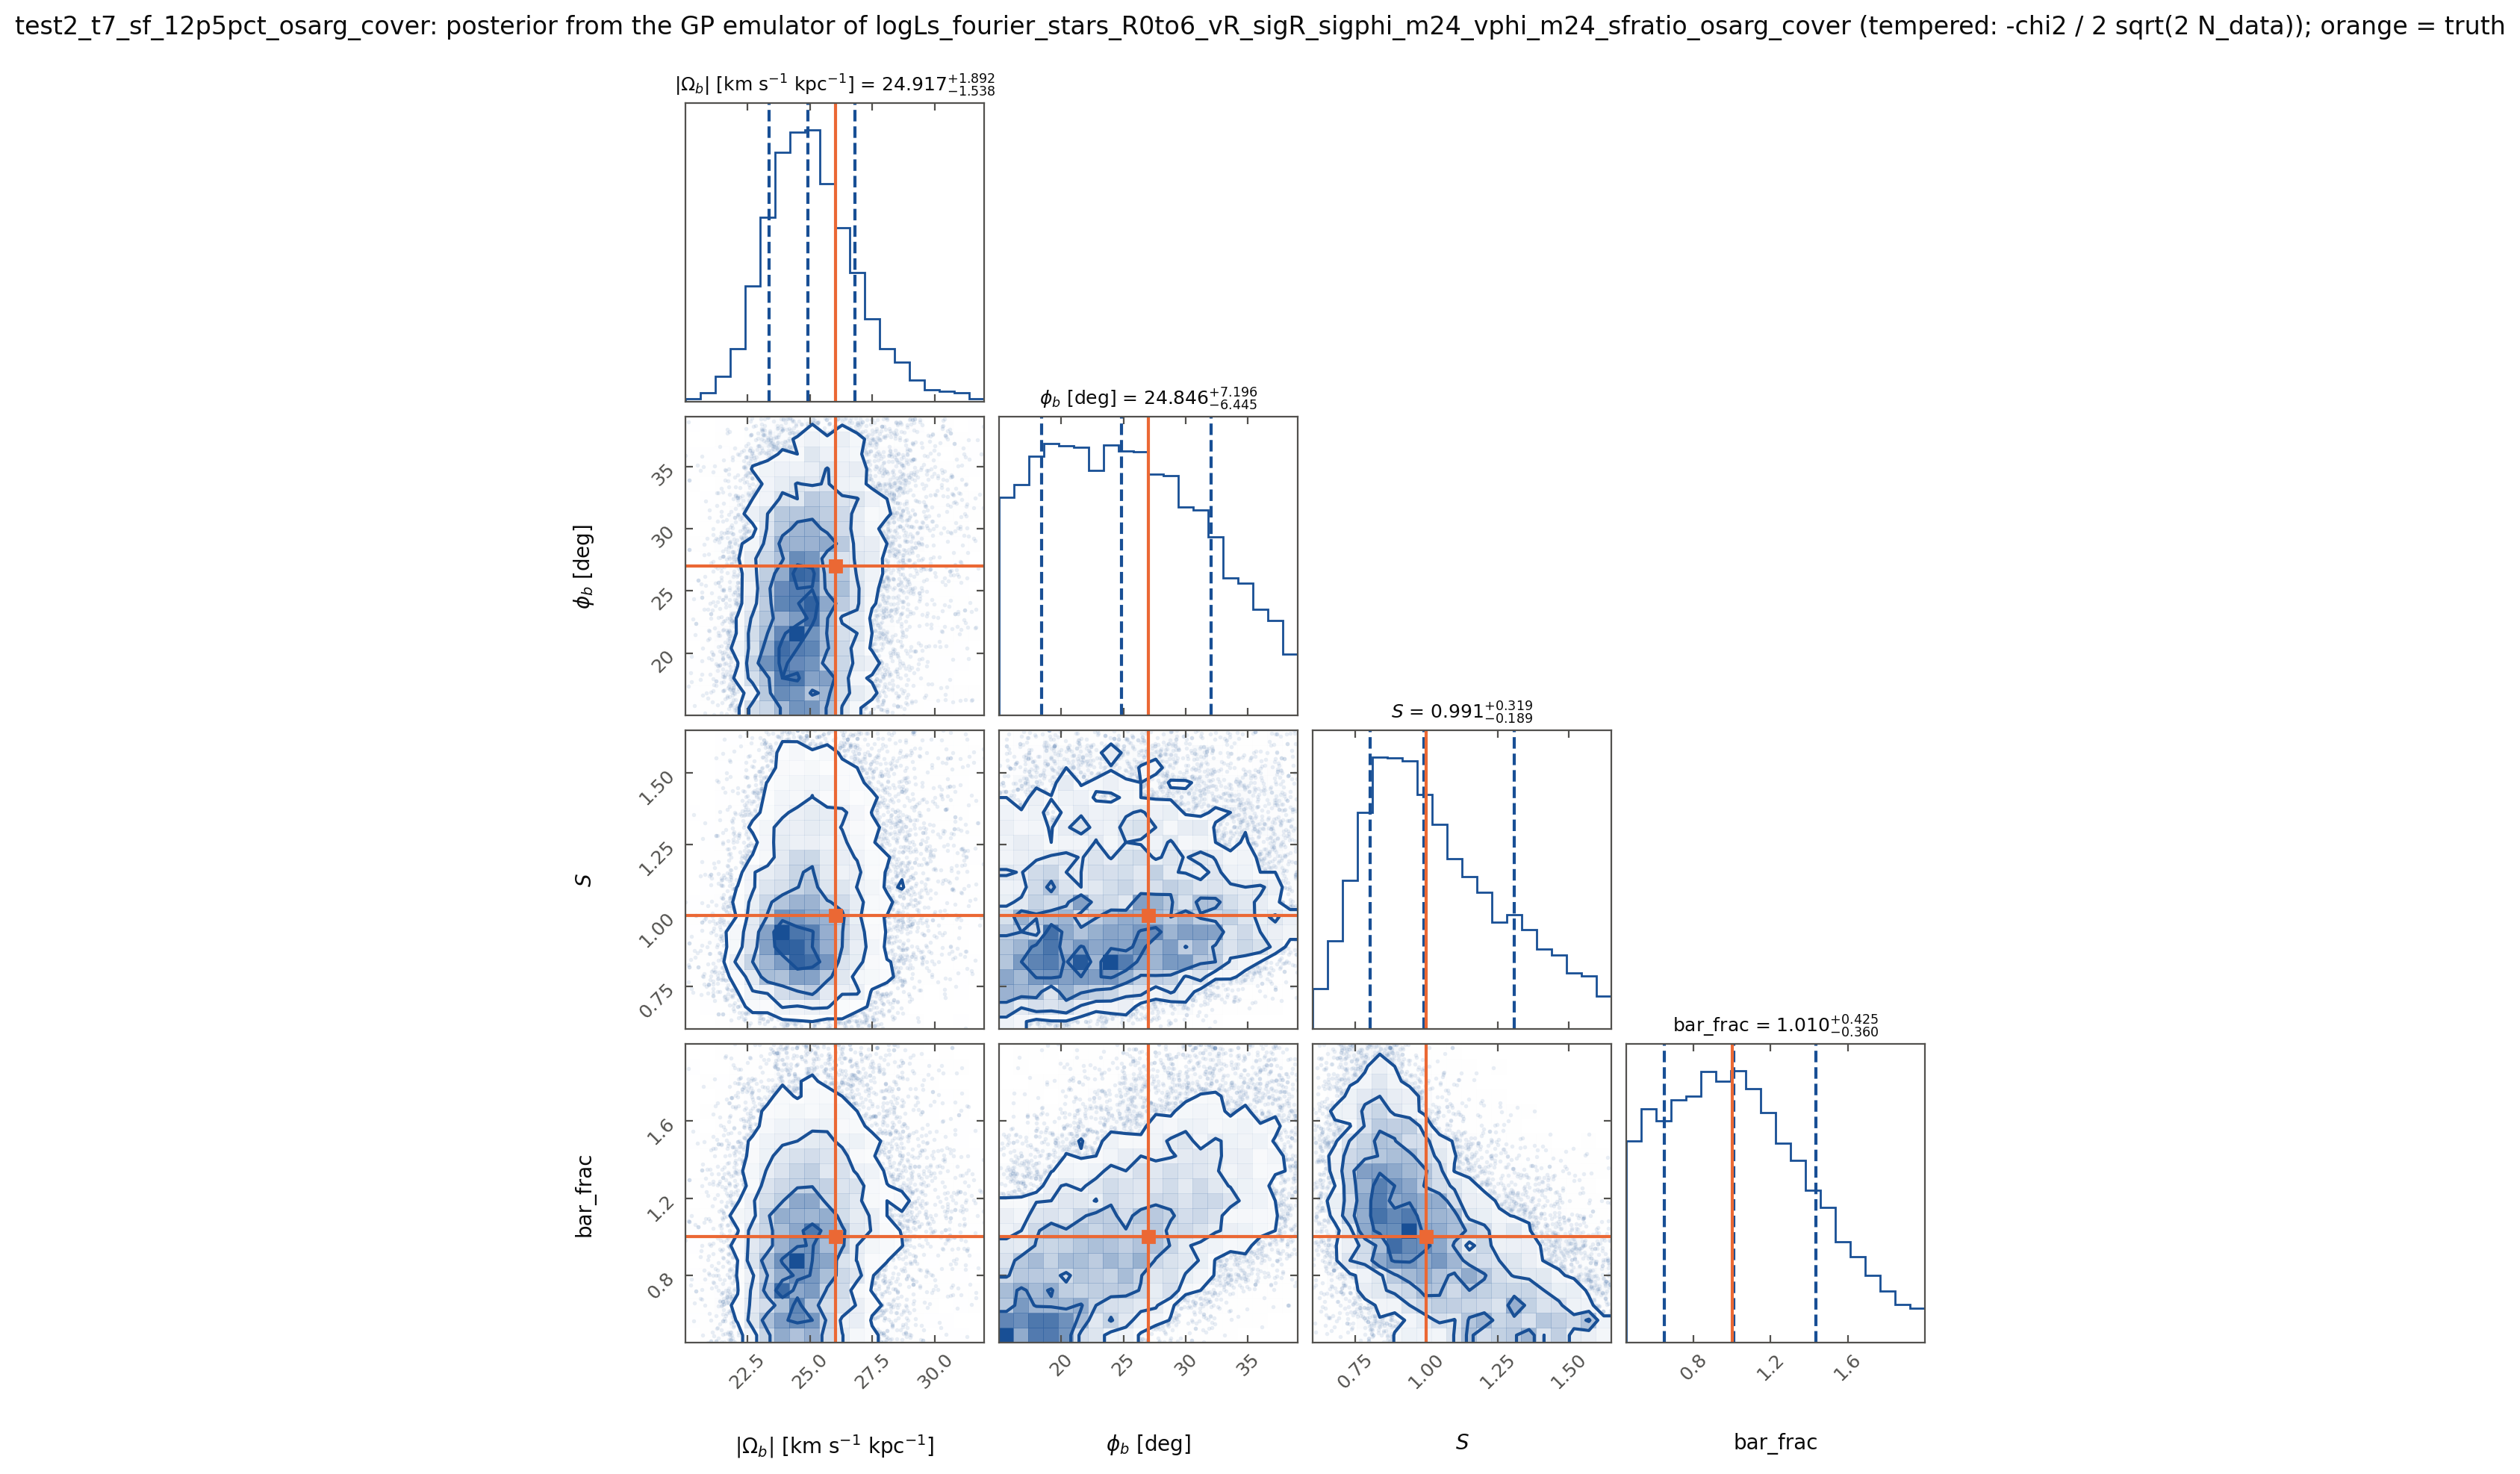 test2_t7_sf_12p5pct_osarg_cover: posterior from the GP emulator of logLs_fourier_stars_R0to6_vR_sigR_sigphi_m24_vphi_m24_sfratio_osarg_cover (tempered: -chi2 / 2 sqrt(2 N_data)); orange = truth
|Ω_b| [km s⁻¹ kpc⁻¹] = 24.917^{+1.892}_{−1.538}
ϕ_b [deg] = 24.846^{+7.196}_{−6.445}
35
30
25
20
ϕ_b [deg]
S = 0.991^{+0.319}_{−0.189}
1.50
1.25
1.00
0.75
S
bar_frac = 1.010^{+0.425}_{−0.360}
1.6
1.2
0.8
bar_frac
22.5 25.0 27.5 30.0 20 25 30 35 0.75 1.00 1.25 1.50 0.8 1.2 1.6
|Ω_b| [km s⁻¹ kpc⁻¹] ϕ_b [deg] S bar_frac